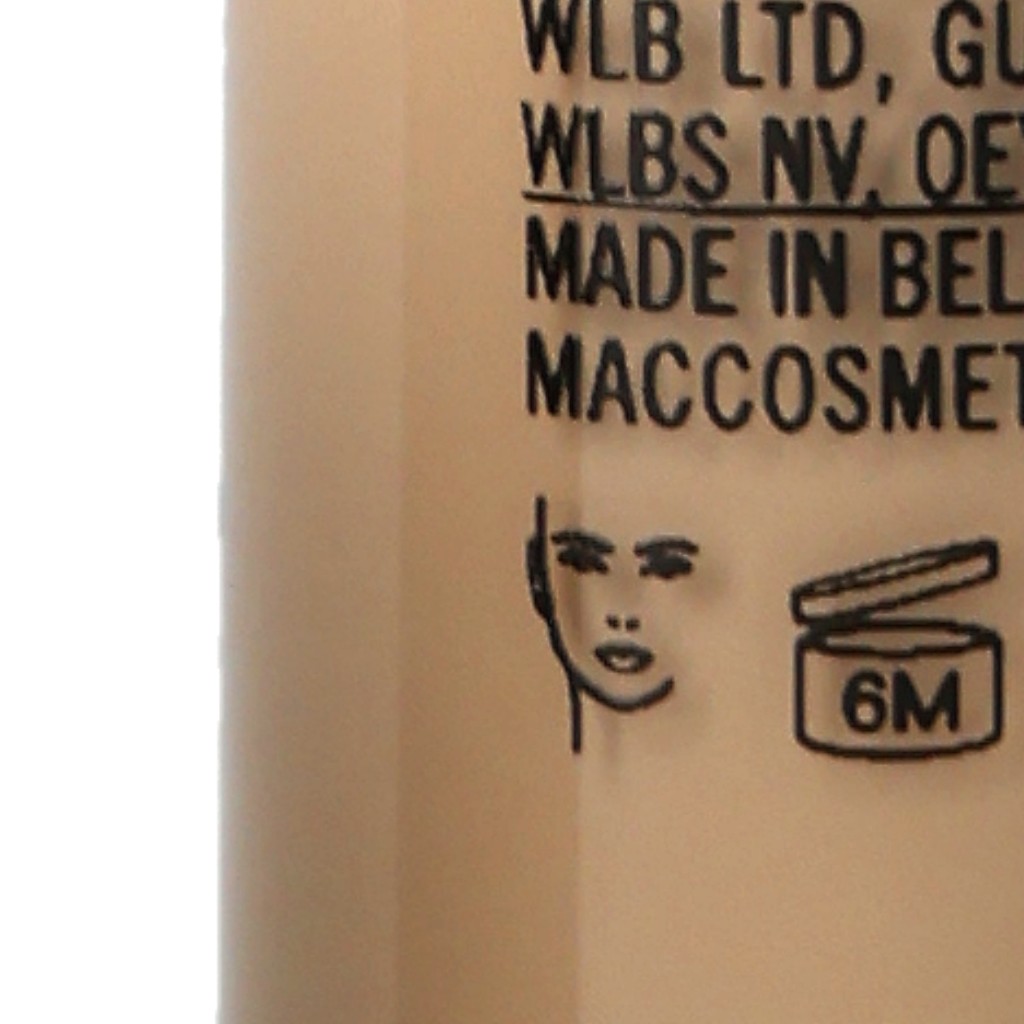 WLB LTD, GU
WLBS NV, OE
MADE IN BEL
MACCOSMET
6M